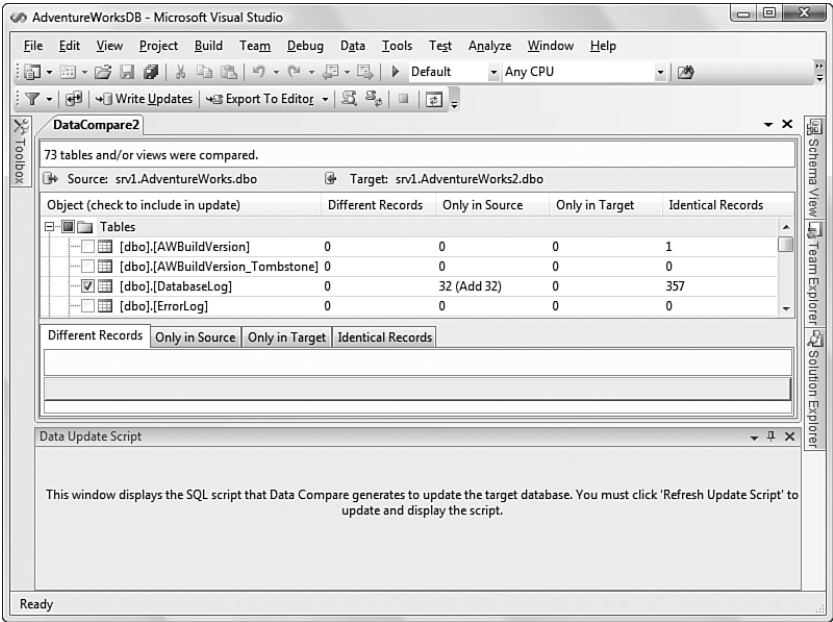 AdventureWorksDB - Microsoft Visual Studio
File Edit View Project Build Team Debug Data Tools Test Analyze Window Help
Default Any CPU
Write Updates Export To Editor
Toolbox
DataCompare2
73 tables and/or views were compared.
Source: srv1.AdventureWorks.dbo Target: srv1.AdventureWorks2.dbo
Object (check to include in update) Different Records Only in Source Only in Target Identical Records
Tables
[dbo].[AWBuildVersion] 0 0 0 1
[dbo].[AWBuildVersion_Tombstone] 0 0 0 0
[dbo].[DatabaseLog] 0 32 (Add 32) 0 357
[dbo].[ErrorLog] 0 0 0 0
Different Records Only in Source Only in Target Identical Records
Data Update Script
This window displays the SQL script that Data Compare generates to update the target database. You must click 'Refresh Update Script' to
update and display the script.
Schema View
Team Explorer
Solution Explorer
Ready